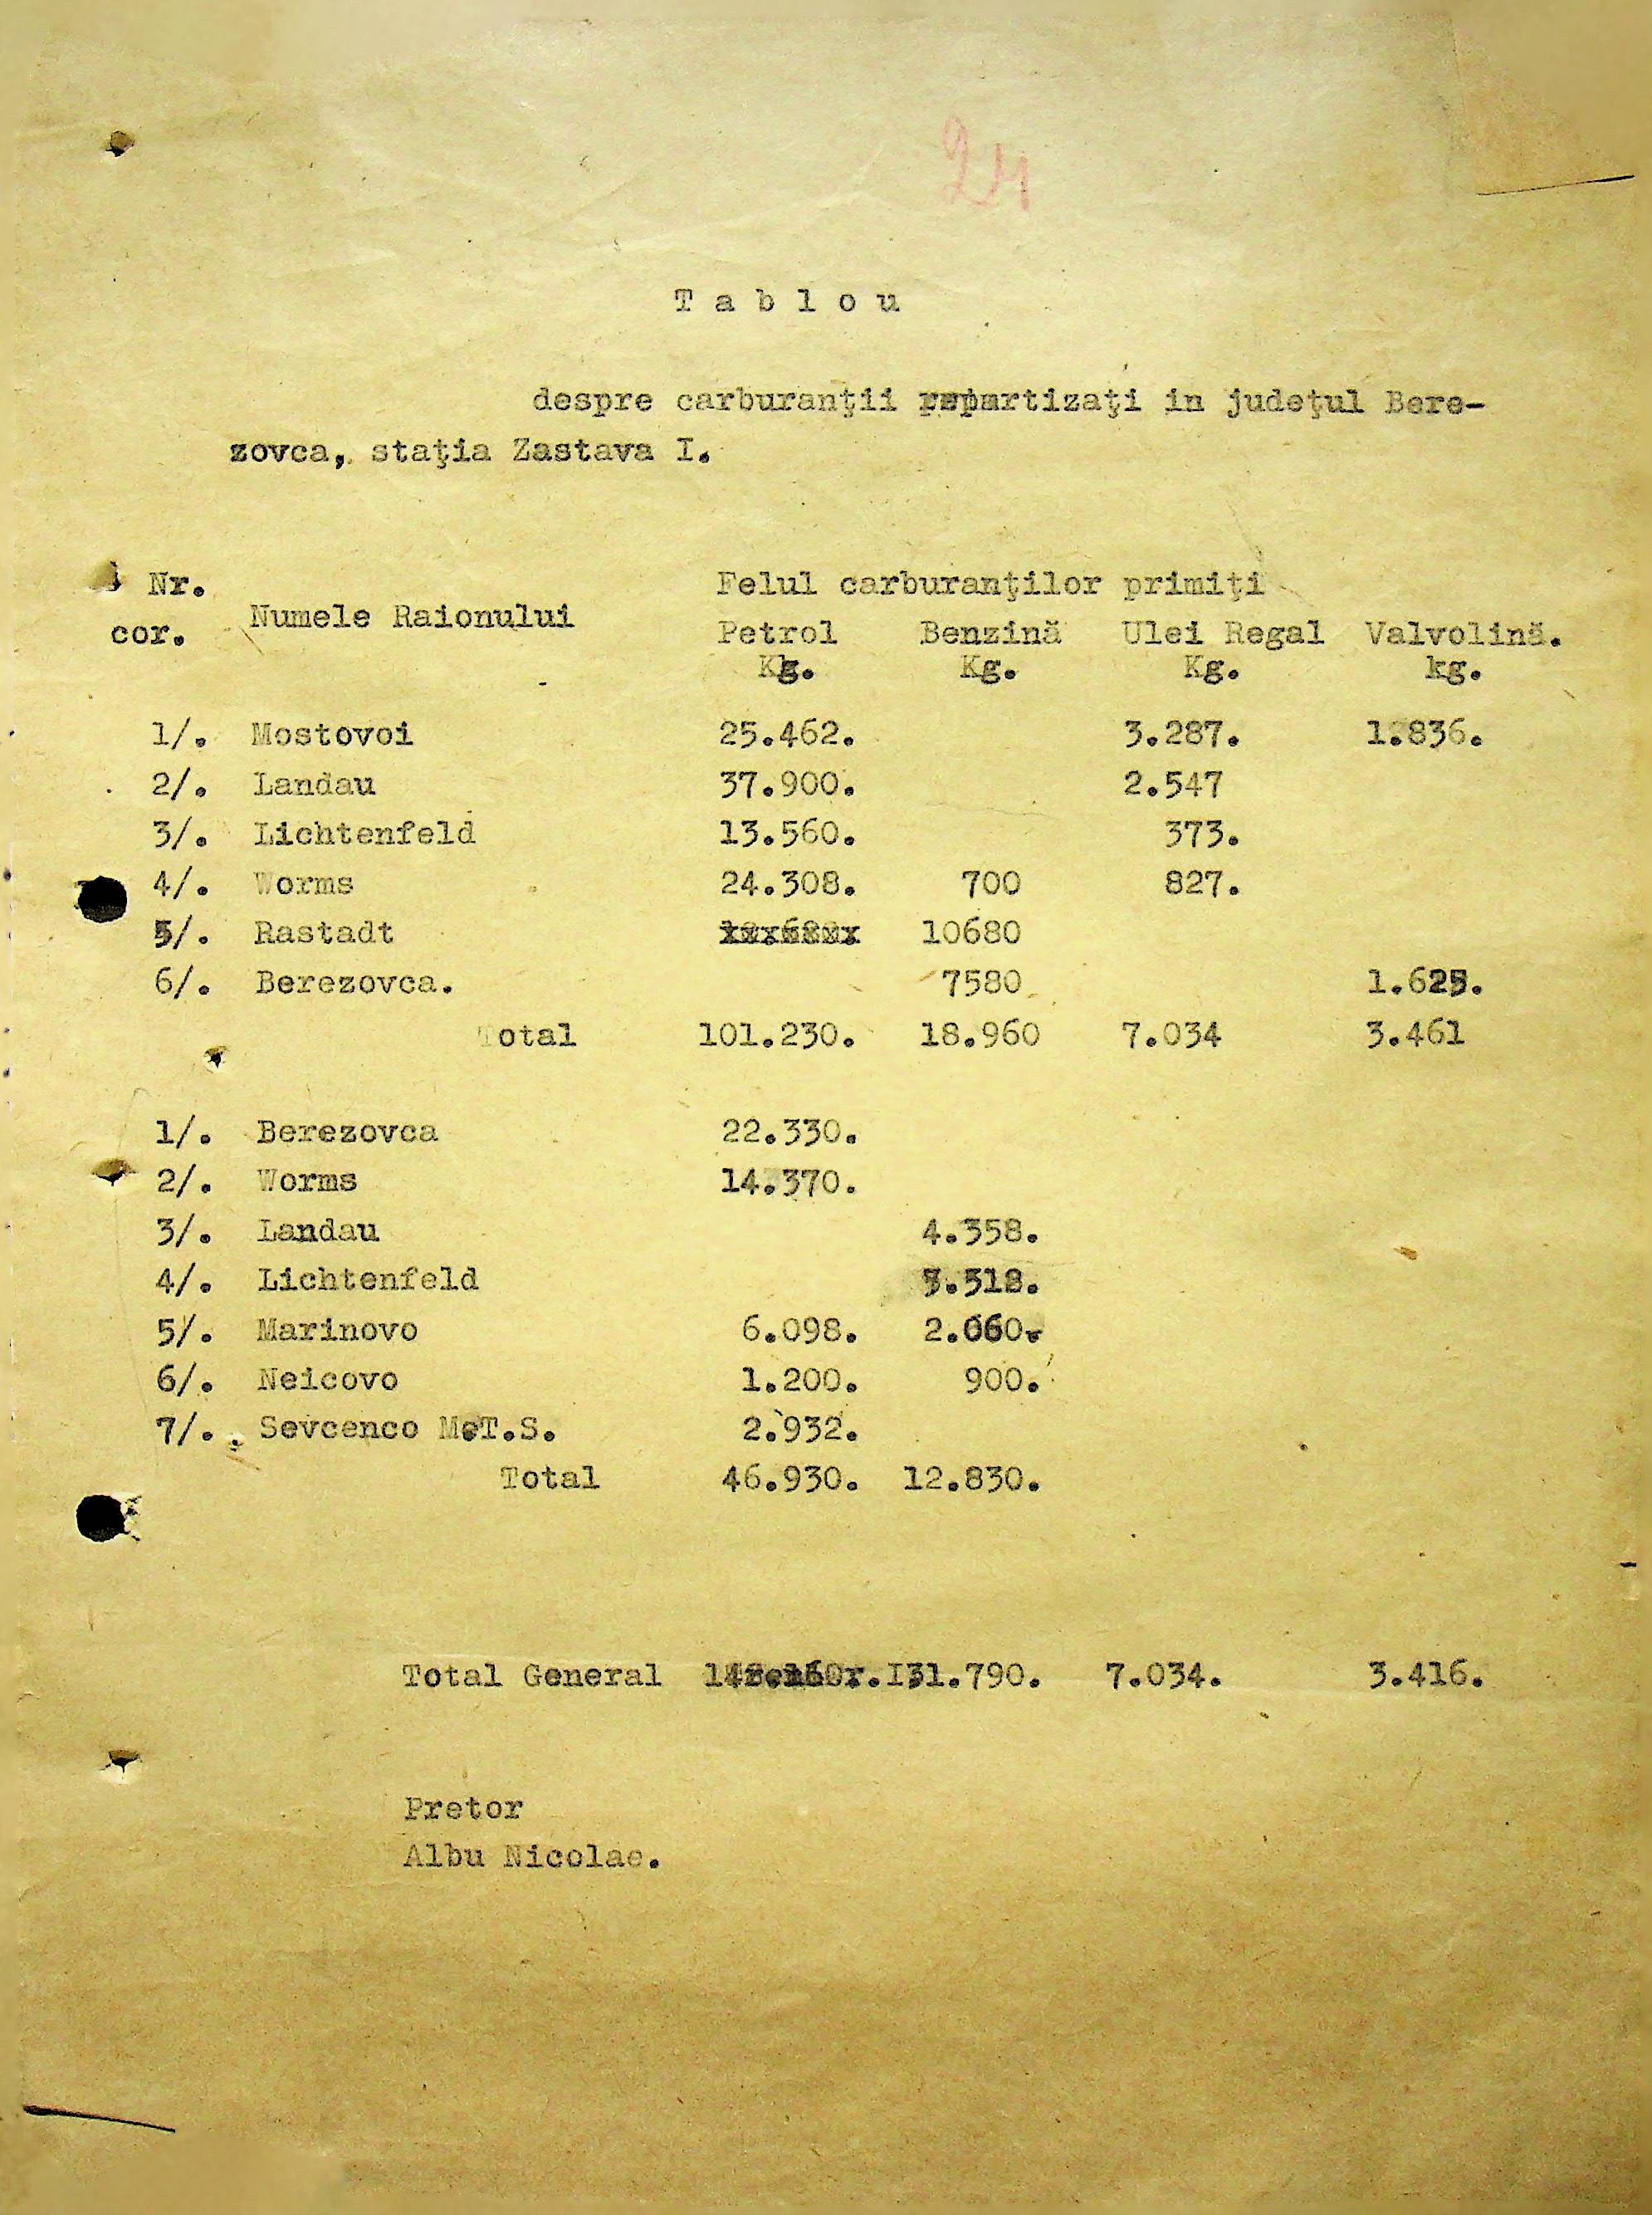 24
Tablou
despre carburanţii repartizaţi in judeţul Bere-
zovca, staţia Zastava I.
Nr. Felul carburanţilor primiţi
Numele Raionului
cor. Petrol Benzină Ulei Regal Valvolină.
Kg. Kg. Kg. kg.
1/. Mostovoi 25.462. 3.287. 1.836.
2/. Landau 37.900. 2.547
3/. Lichtenfeld 13.560. 373.
4/. Worms 24.308. 700 827.
5/. Rastadt 10680
6/. Berezovca. 7580 1.625.
Total 101.230. 18.960 7.034 3.461
1/. Berezovca 22.330.
2/. Worms 14.370.
3/. Landau 4.358.
4/. Lichtenfeld
5/. Marinovo 6.098. 2.060.
6/. Neicovo 1.200. 900.
7/. Sevcenco M.T.S. 2.932.
Total 46.930. 12.830.
Total General 31.790. 7.034. 3.416.
Pretor
Albu Nicolae.